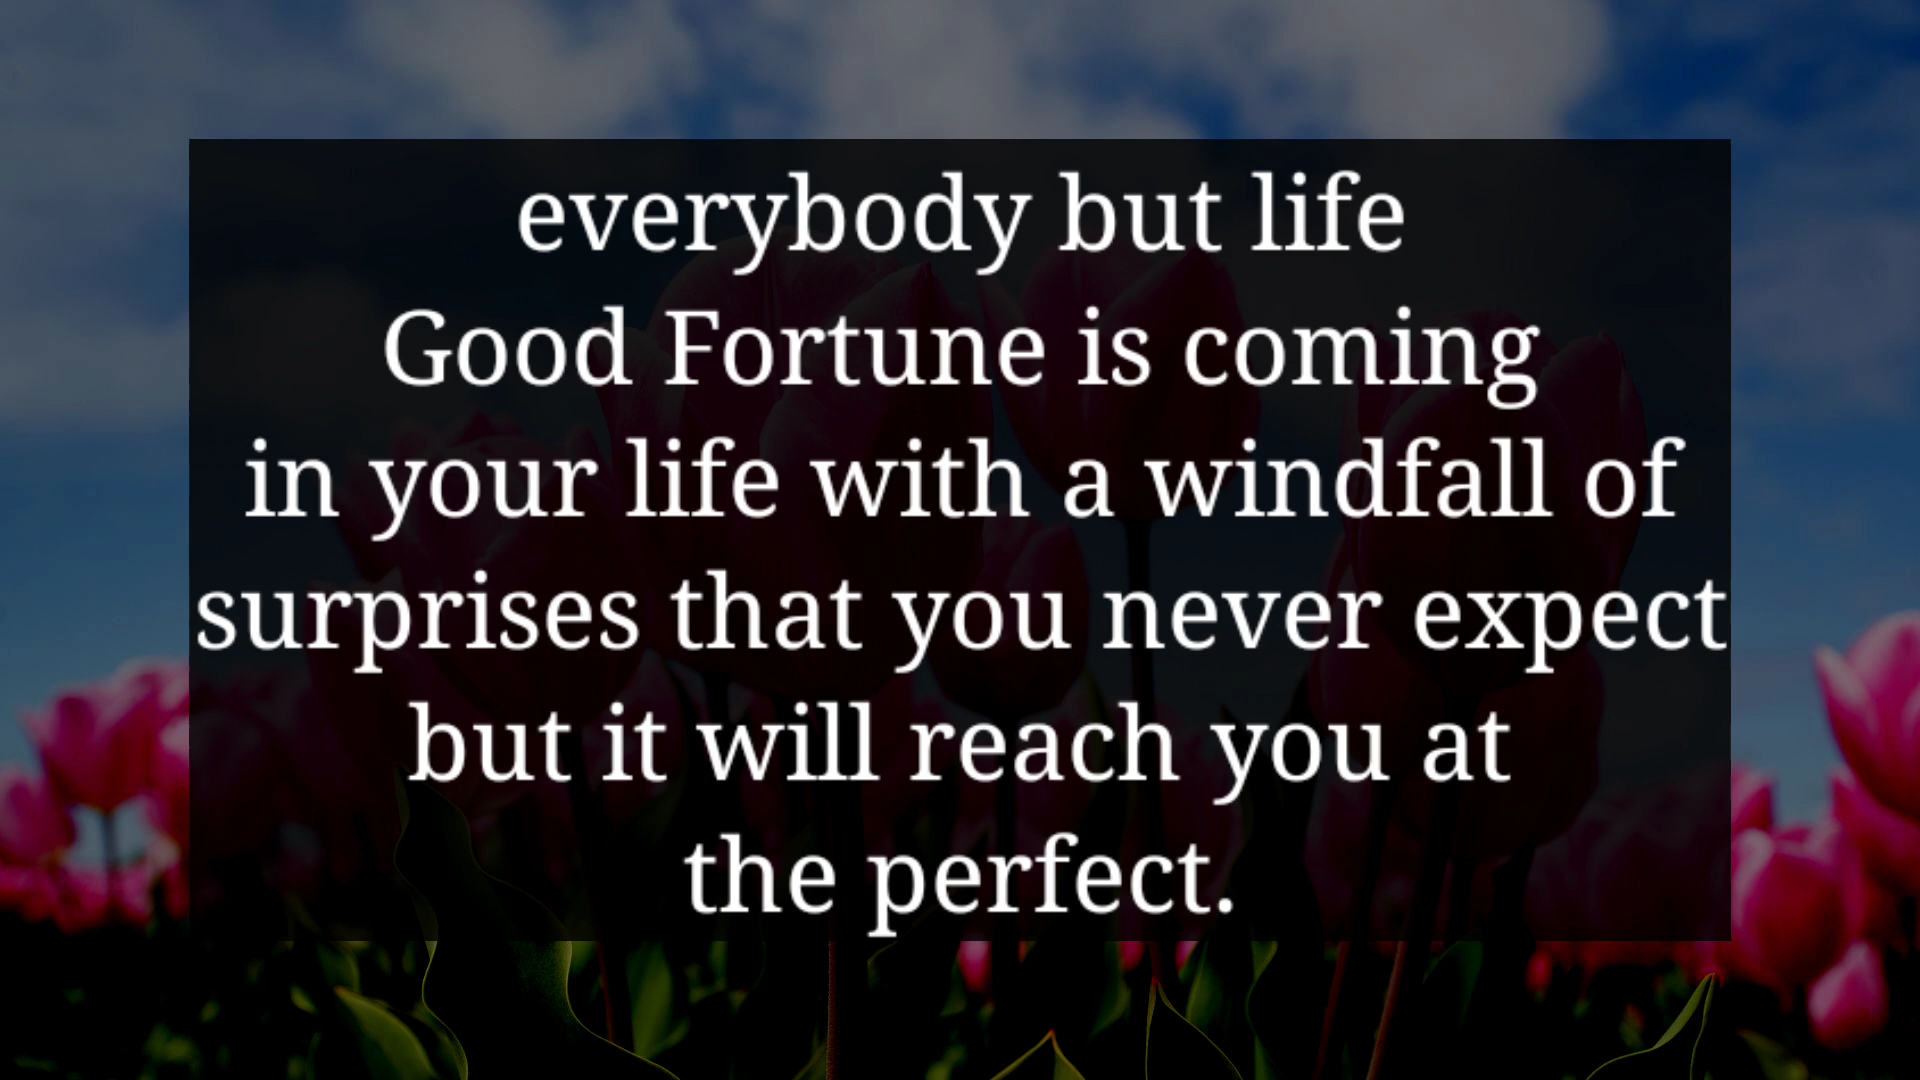 everybody but life
Good Fortune is coming
in your life with a windfall of
surprises that you never expect
but it will reach you at
the perfect.